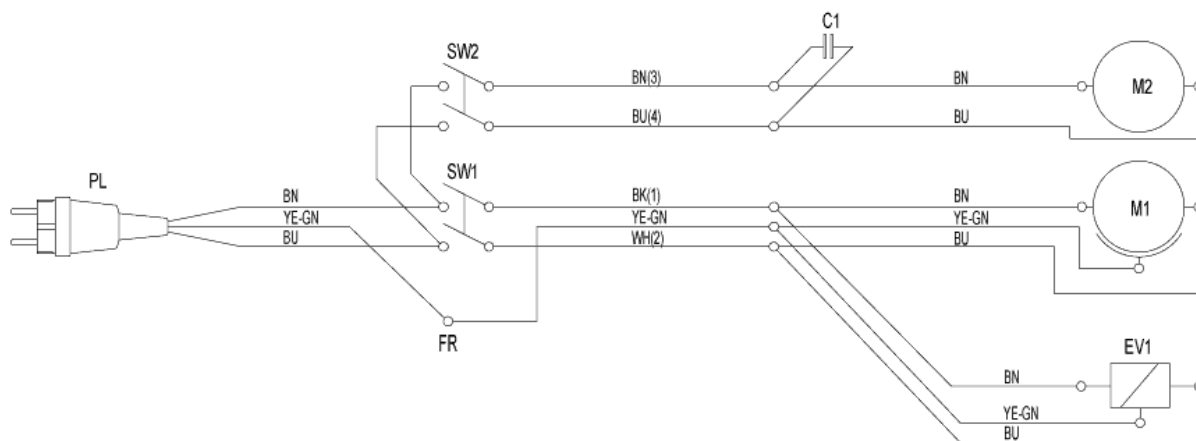 C1
SW2
BN(3)
BN
M2
BU(4)
BU
SW1
PL
BN
BK(1)
BN
M1
YE-GN
YE-GN
YE-GN
BU
WH(2)
BU
FR
EV1
BN
YE-GN
BU